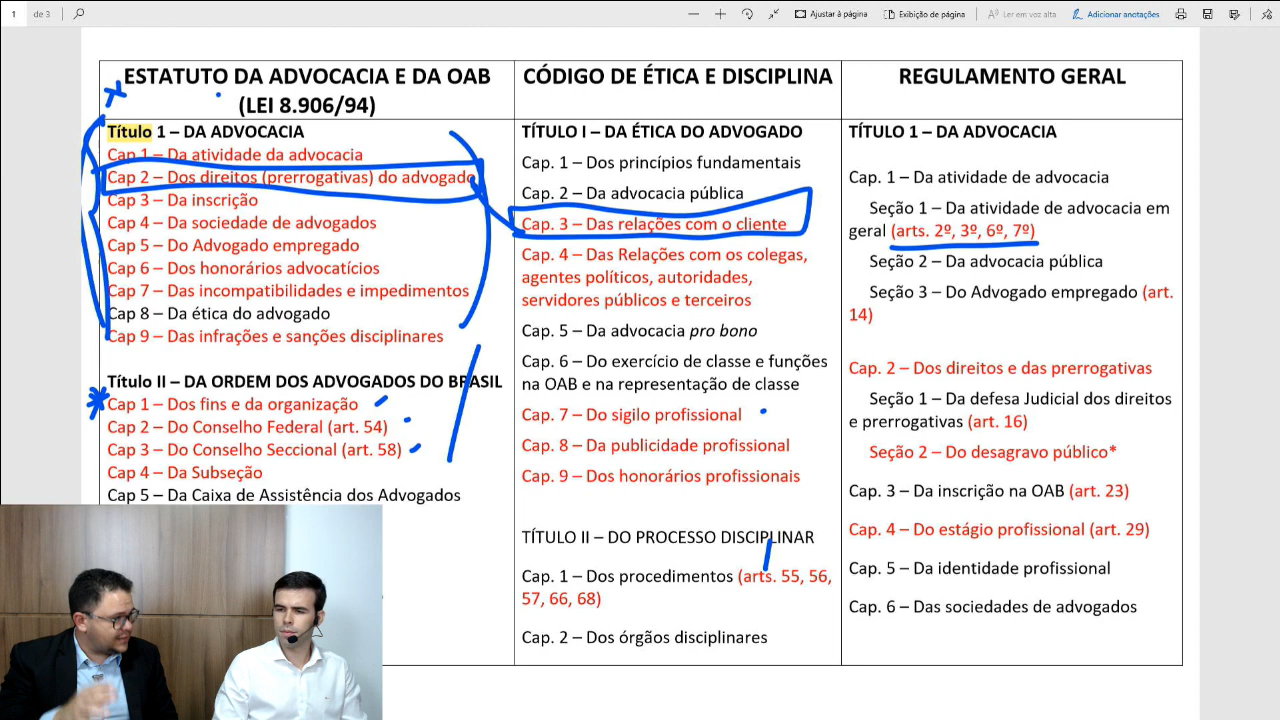 1 de 3
Ajustar à página
Exibição de página
Ler em voz alta
Adicionar anotações
ESTATUTO DA ADVOCACIA E DA OAB
(LEI 8.906/94)
Título 1 – DA ADVOCACIA
Cap 1 – Da atividade da advocacia
Cap 2 – Dos direitos (prerrogativas) do advogado
Cap 3 – Da inscrição
Cap 4 – Da sociedade de advogados
Cap 5 – Do Advogado empregado
Cap 6 – Dos honorários advocatícios
Cap 7 – Das incompatibilidades e impedimentos
Cap 8 – Da ética do advogado
Cap 9 – Das infrações e sanções disciplinares
Título II – DA ORDEM DOS ADVOGADOS DO BRASIL
Cap 1 – Dos fins e da organização
Cap 2 – Do Conselho Federal (art. 54)
Cap 3 – Do Conselho Seccional (art. 58)
Cap 4 – Da Subseção
Cap 5 – Da Caixa de Assistência dos Advogados
CÓDIGO DE ÉTICA E DISCIPLINA
TÍTULO I – DA ÉTICA DO ADVOGADO
Cap. 1 – Dos princípios fundamentais
Cap. 2 – Da advocacia pública
Cap. 3 – Das relações com o cliente
Cap. 4 – Das Relações com os colegas,
agentes políticos, autoridades,
servidores públicos e terceiros
Cap. 5 – Da advocacia pro bono
Cap. 6 – Do exercício de classe e funções
na OAB e na representação de classe
Cap. 7 – Do sigilo profissional
Cap. 8 – Da publicidade profissional
Cap. 9 – Dos honorários profissionais
TÍTULO II – DO PROCESSO DISCIPLINAR
Cap. 1 – Dos procedimentos (arts. 55, 56,
57, 66, 68)
Cap. 2 – Dos órgãos disciplinares
REGULAMENTO GERAL
TÍTULO 1 – DA ADVOCACIA
Cap. 1 – Da atividade de advocacia
Seção 1 – Da atividade de advocacia em
geral (arts. 2º, 3º, 6º, 7º)
Seção 2 – Da advocacia pública
Seção 3 – Do Advogado empregado (art.
14)
Cap. 2 – Dos direitos e das prerrogativas
Seção 1 – Da defesa Judicial dos direitos
e prerrogativas (art. 16)
Seção 2 – Do desagravo público*
Cap. 3 – Da inscrição na OAB (art. 23)
Cap. 4 – Do estágio profissional (art. 29)
Cap. 5 – Da identidade profissional
Cap. 6 – Das sociedades de advogados